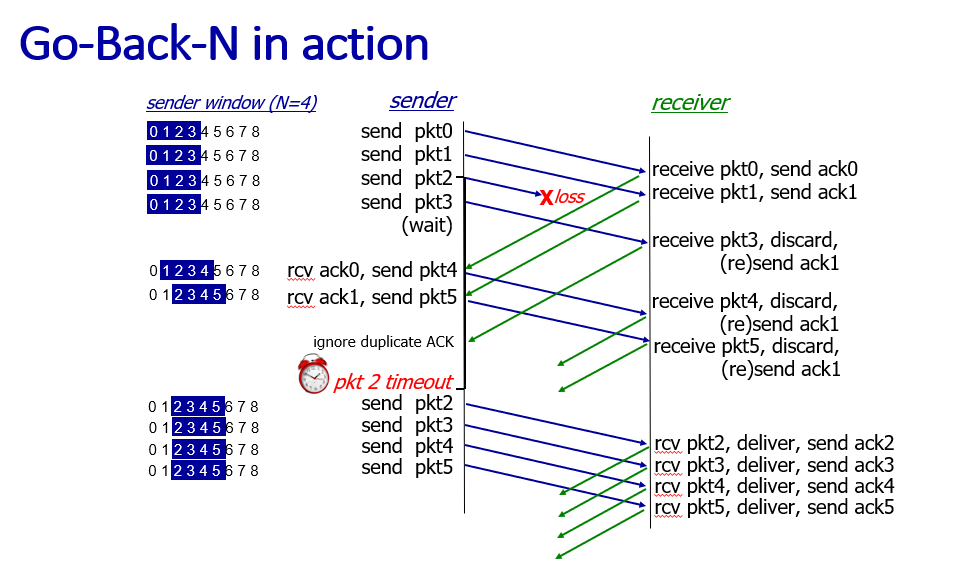 Go-Back-N in action
sender window (N=4)
sender
receiver
0 1 2 3 4 5 6 7 8
send pkt0
0 1 2 3 4 5 6 7 8
send pkt1
0 1 2 3 4 5 6 7 8
send pkt2
0 1 2 3 4 5 6 7 8
send pkt3
(wait)
X loss
receive pkt0, send ack0
receive pkt1, send ack1
receive pkt3, discard,
(re)send ack1
0 1 2 3 4 5 6 7 8
rcv ack0, send pkt4
0 1 2 3 4 5 6 7 8
rcv ack1, send pkt5
receive pkt4, discard,
(re)send ack1
receive pkt5, discard,
(re)send ack1
ignore duplicate ACK
pkt 2 timeout
0 1 2 3 4 5 6 7 8
send pkt2
0 1 2 3 4 5 6 7 8
send pkt3
0 1 2 3 4 5 6 7 8
send pkt4
0 1 2 3 4 5 6 7 8
send pkt5
rcv pkt2, deliver, send ack2
rcv pkt3, deliver, send ack3
rcv pkt4, deliver, send ack4
rcv pkt5, deliver, send ack5